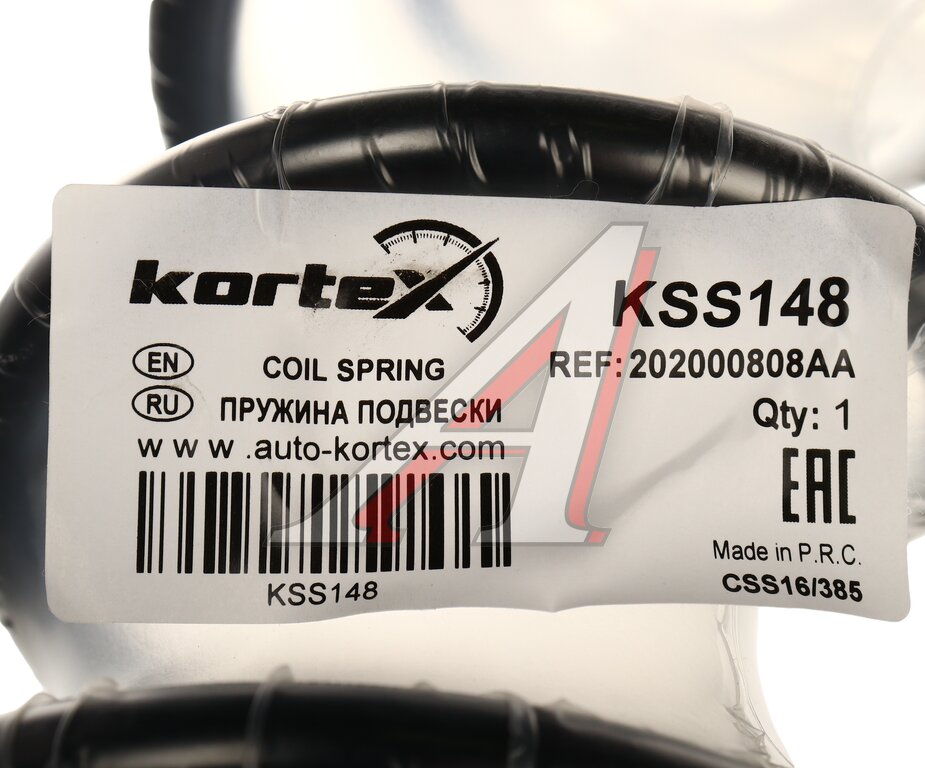 kortex
KSS148
EN COIL SPRING
REF: 202000808AA
RU ПРУЖИНА ПОДВЕСКИ
Qty: 1
www.auto-kortex.com
EAC
KSS148
Made in P.R.C.
CSS16/385